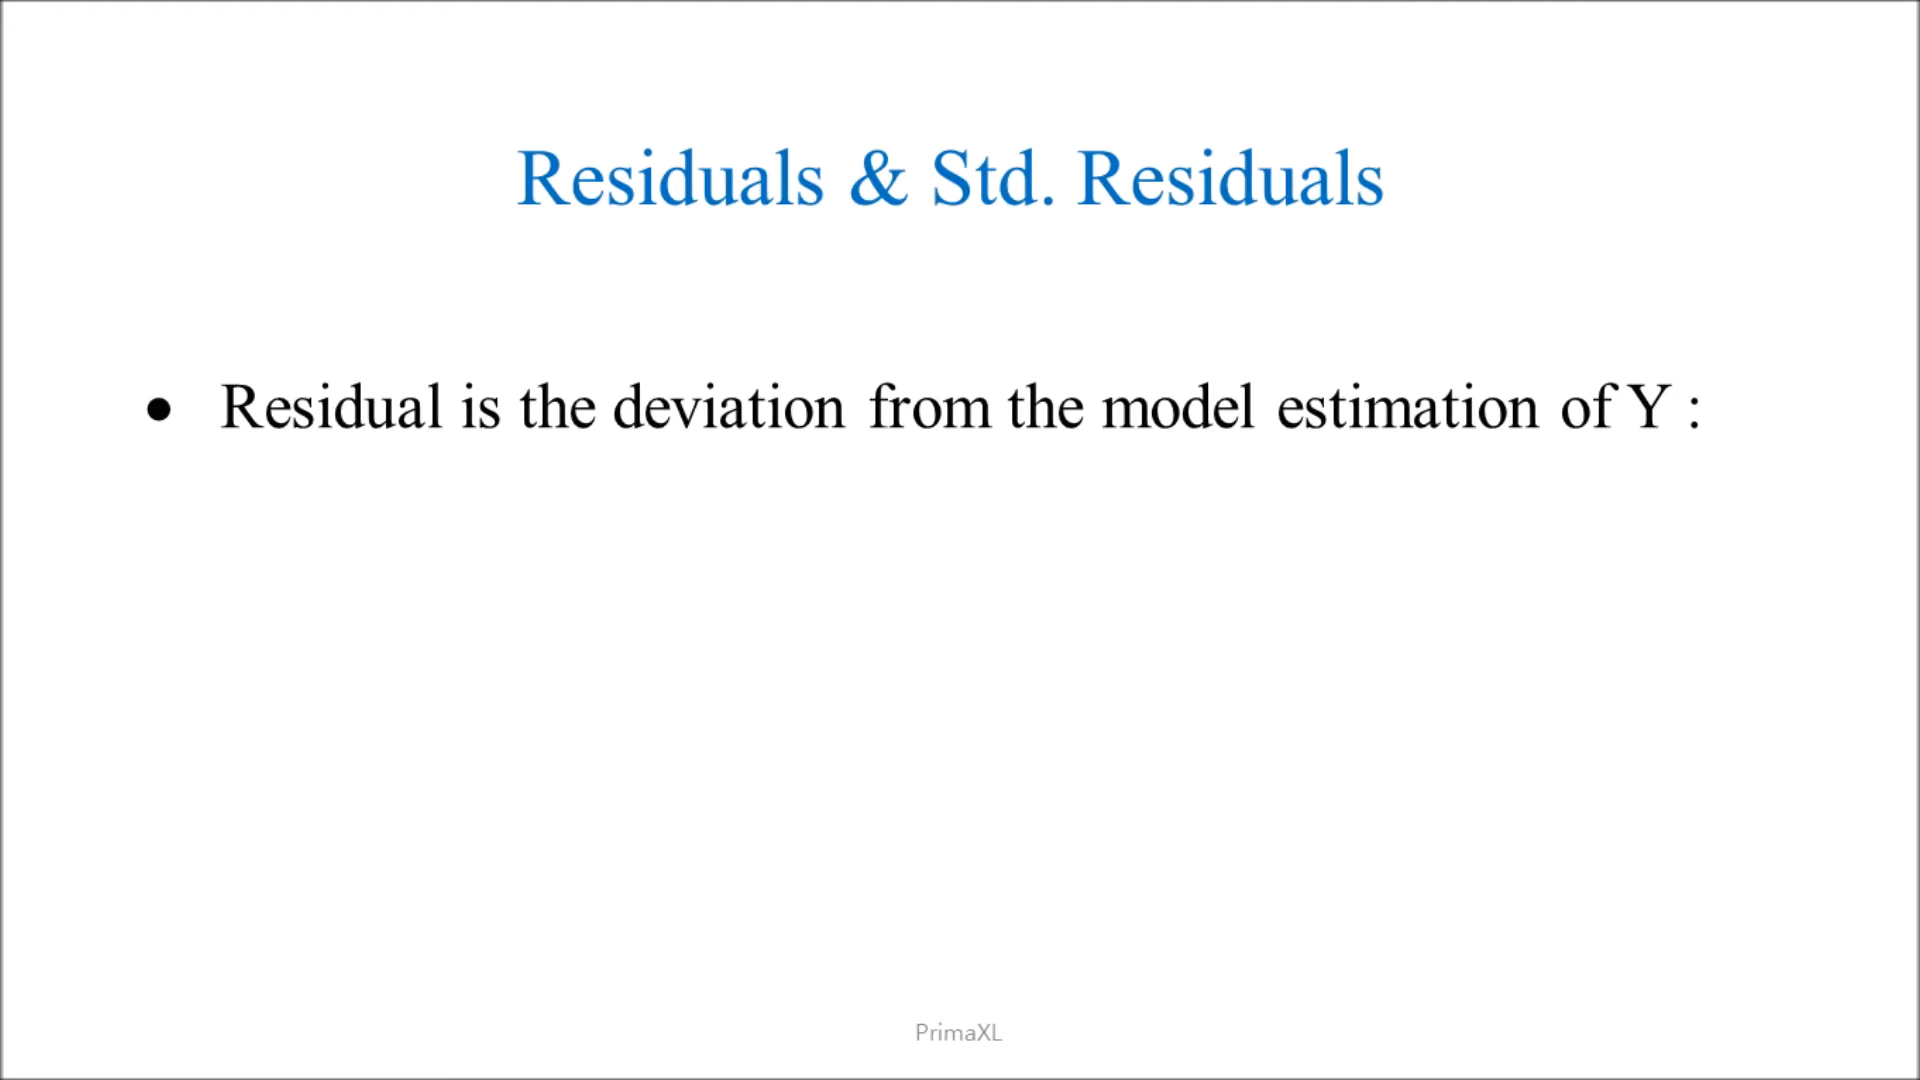 Residuals & Std. Residuals
• Residual is the deviation from the model estimation of Y :
PrimaXL